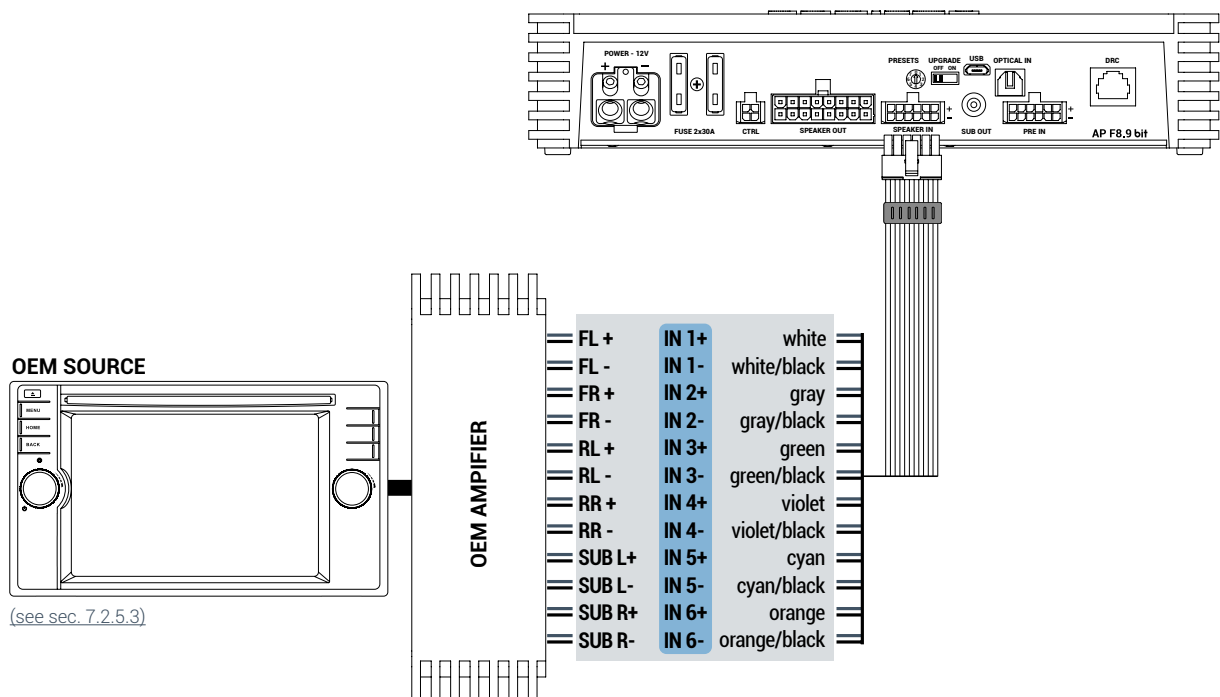 POWER - 12V
+ -
FUSE 2x30A
CTRL
SPEAKER OUT
PRESETS
UPGRADE
OFF ON
USB
OPTICAL IN
DRC
SPEAKER IN
+
-
SUB OUT
PRE IN
+
-
AP F8.9 bit
OEM SOURCE
MENU
HOME
BACK
(see sec. 7.2.5.3)
OEM AMPIFIER
FL + IN 1+ white
FL - IN 1- white/black
FR + IN 2+ gray
FR - IN 2- gray/black
RL + IN 3+ green
RL - IN 3- green/black
RR + IN 4+ violet
RR - IN 4- violet/black
SUB L+ IN 5+ cyan
SUB L- IN 5- cyan/black
SUB R+ IN 6+ orange
SUB R- IN 6- orange/black